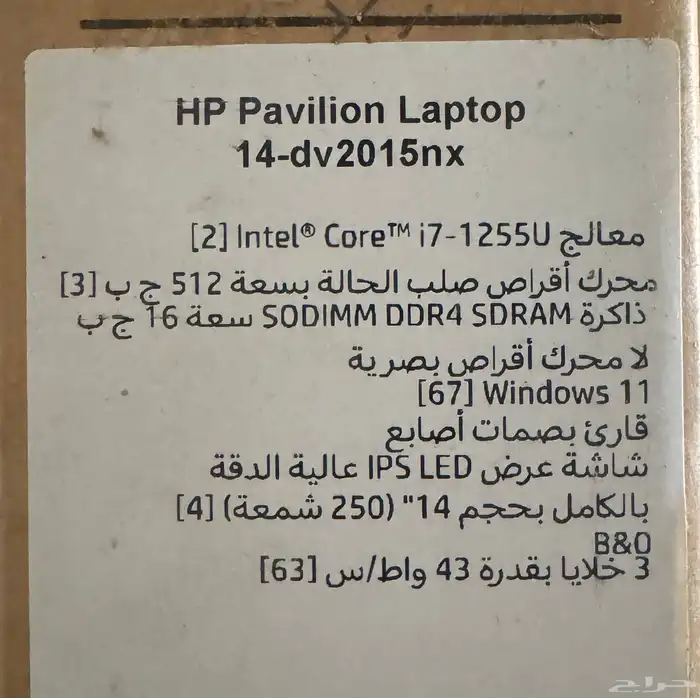 HP Pavilion Laptop
14-dv2015nx
معالج Intel® Core™ i7-1255U [2]
محرك أقراص صلب الحالة بسعة 512 ج ب [3]
ذاكرة SODIMM DDR4 SDRAM سعة 16 ج ب
لا محرك أقراص بصرية
Windows 11 [67]
قارئ بصمات أصابع
شاشة عرض IPS LED عالية الدقة
بالكامل بحجم 14" (250 شمعة) [4]
B&O
3 خلايا بقدرة 43 واط/س [63]
حراج